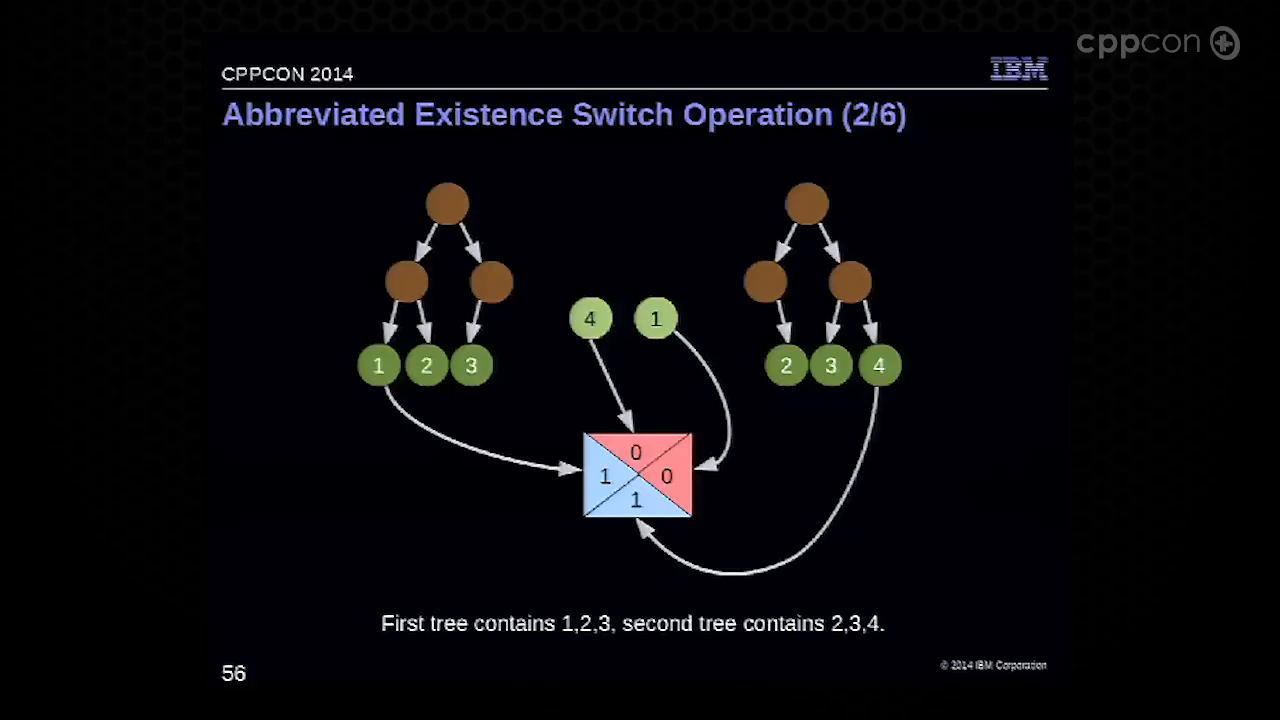 cppcon
CPPCON 2014
IBM
Abbreviated Existence Switch Operation (2/6)
4 1
1 2 3
2 3 4
0
1 0
1
First tree contains 1,2,3, second tree contains 2,3,4.
56
© 2014 IBM Corporation